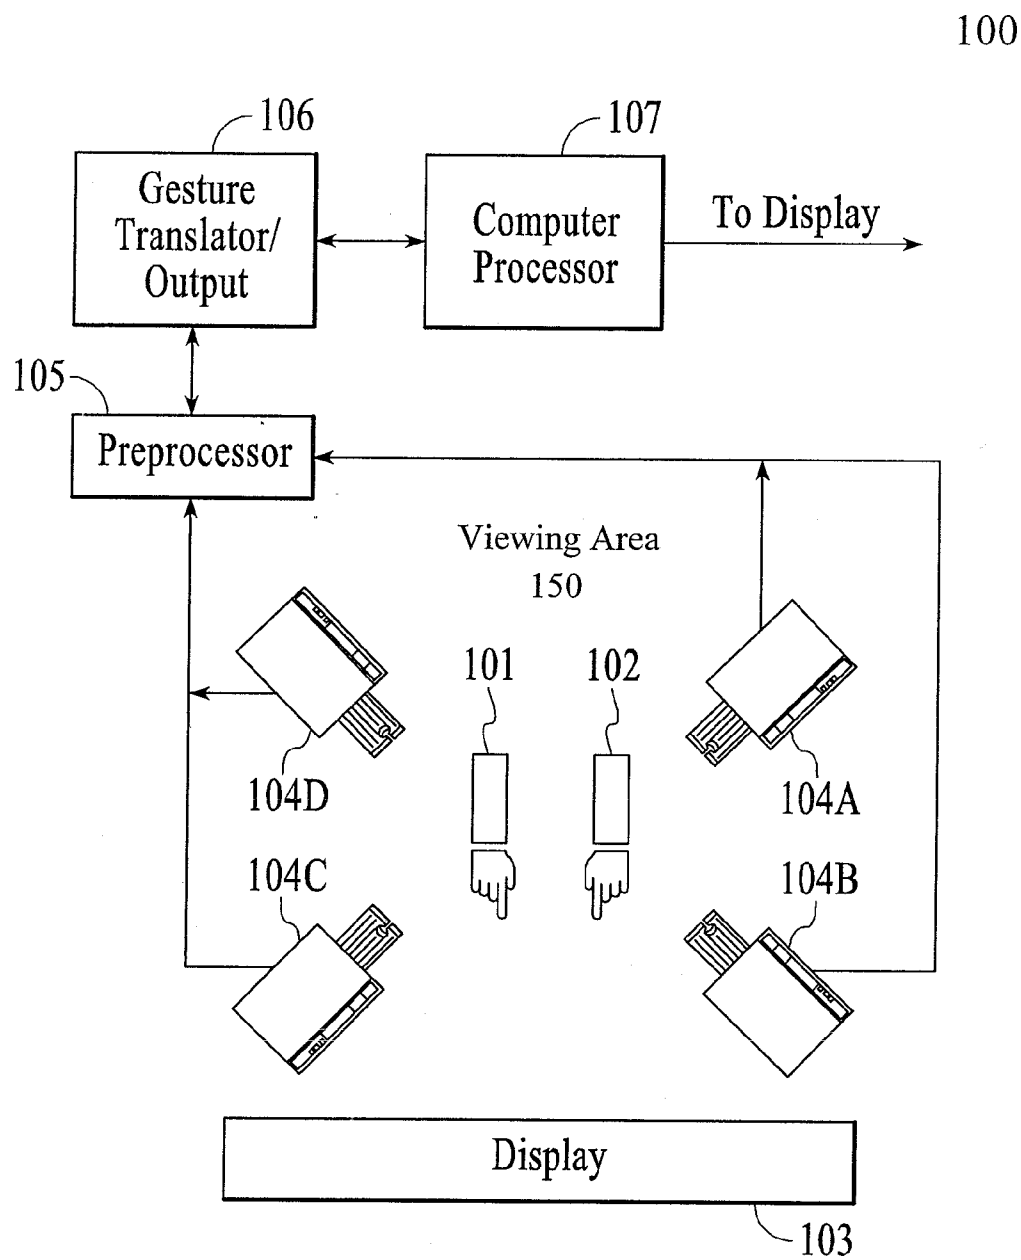 100
106
107
Gesture
Translator/
Output
Computer
Processor
To Display
105
Preprocessor
Viewing Area
150
101
102
104D
104A
104C
104B
Display
103